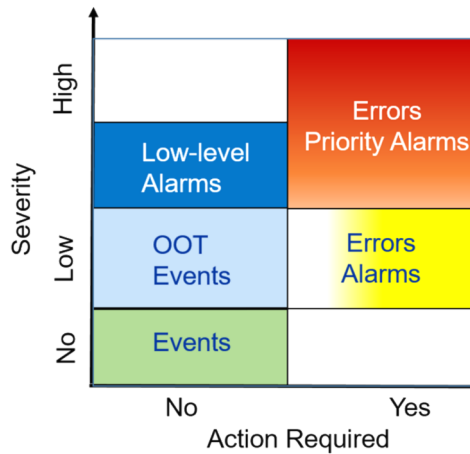 High
Low
No
Severity
Errors
Priority Alarms
Low-level
Alarms
OOT
Events
Errors
Alarms
Events
No
Yes
Action Required